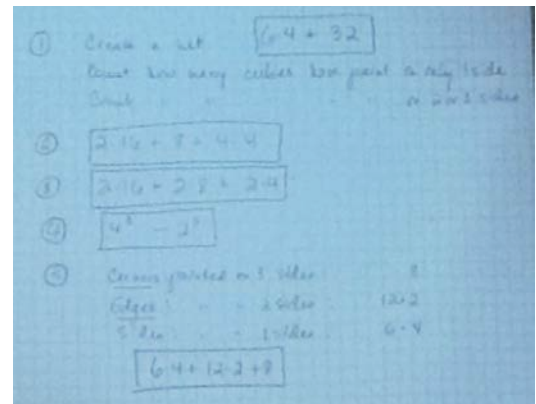 ① Create a net 6·4 + 32
Count how many cubies have paint on only 1 side
Count " " " " on 2 or 3 sides
② 2·16 + 8 + 4·4
③ 2·16 + 2·8 + 2·4
④ 4³ − 2³
⑤ Corners painted on 3 sides: 8
Edges: " " 2 sides: 12·2
Sides: " " 1 sides: 6·4
6·4 + 12·2 + 8